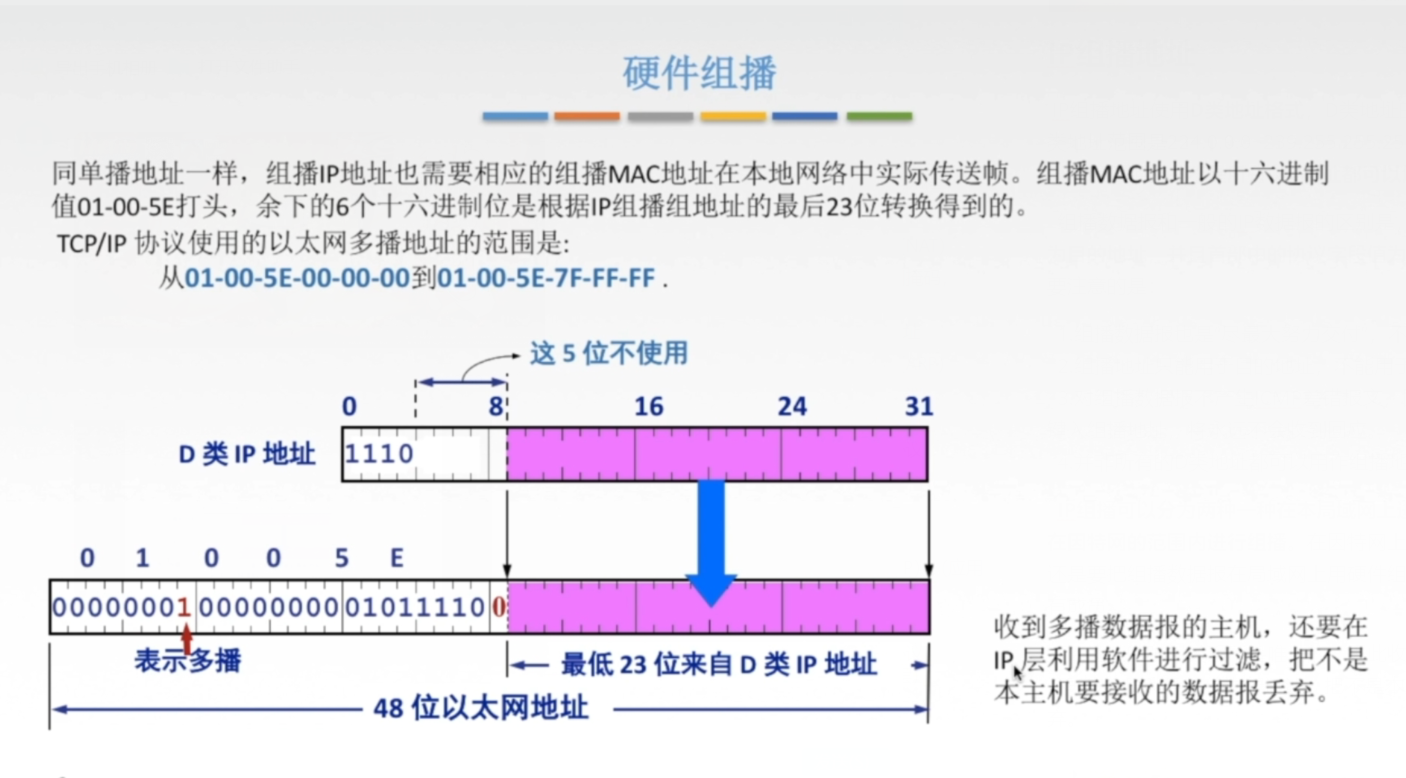 硬件组播
同单播地址一样，组播IP地址也需要相应的组播MAC地址在本地网络中实际传送帧。组播MAC地址以十六进制
值01-00-5E打头，余下的6个十六进制位是根据IP组播组地址的最后23位转换得到的。
TCP/IP 协议使用的以太网多播地址的范围是:
从01-00-5E-00-00-00到01-00-5E-7F-FF-FF .
这 5 位不使用
0 8 16 24 31
D 类 IP 地址
1110
0 1 0 0 5 E
00000001 00000000 01011110 0
表示多播
最低 23 位来自 D 类 IP 地址
48 位以太网地址
收到多播数据报的主机，还要在
IP 层利用软件进行过滤，把不是
本主机要接收的数据报丢弃。